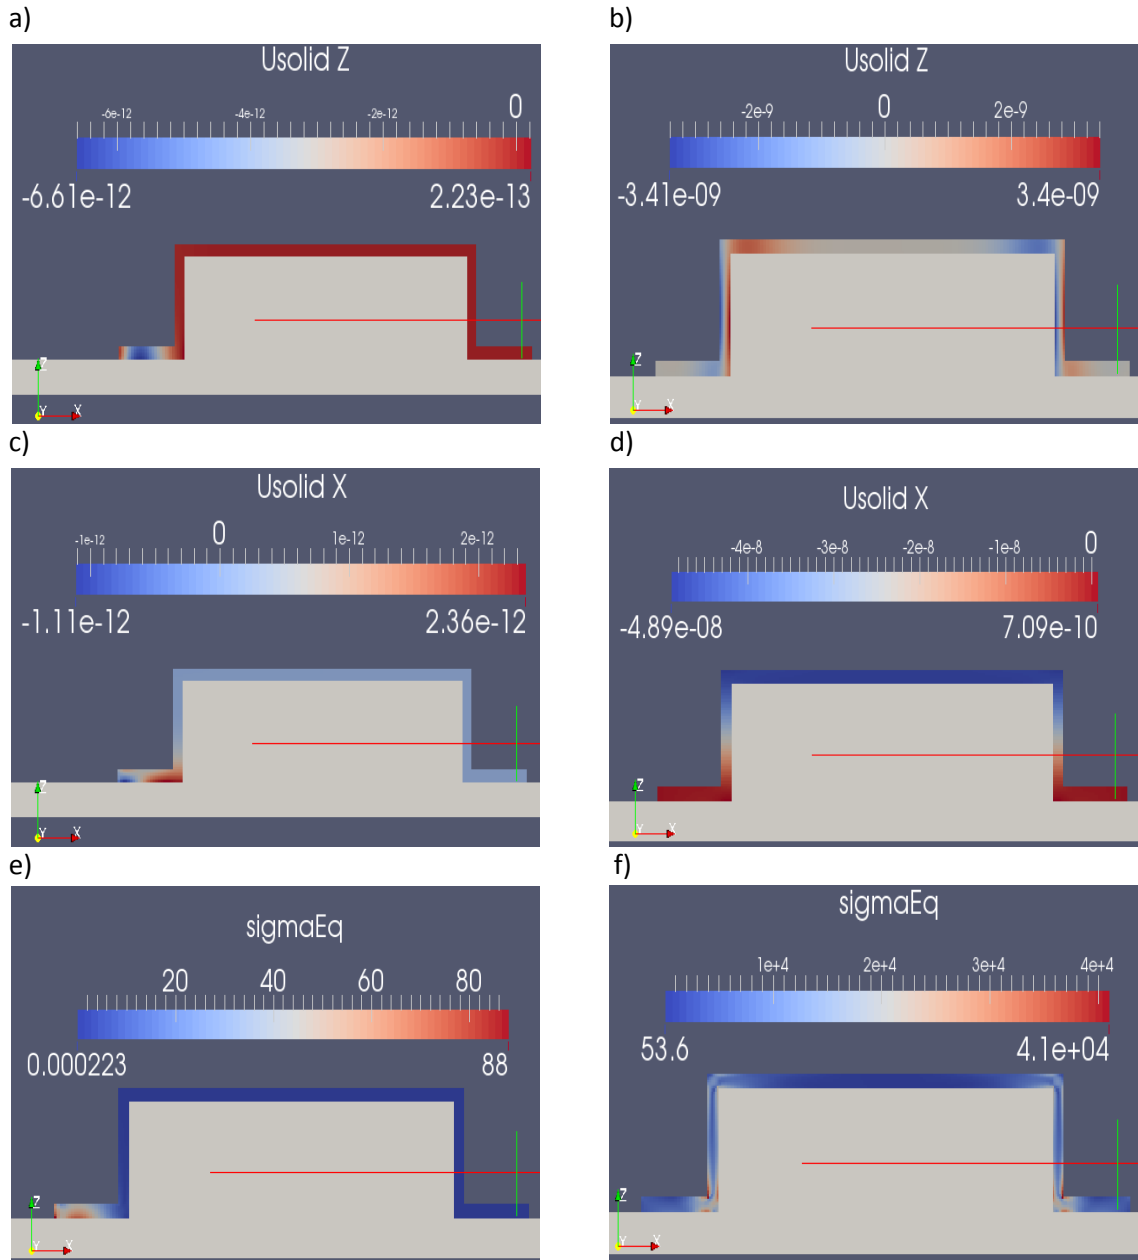 a)
Usolid Z
-6e-12 -4e-12 -2e-12 0
-6.61e-12 2.23e-13
Z
Y X
b)
Usolid Z
-2e-9 0 2e-9
-3.41e-09 3.4e-09
Z
Y X
c)
Usolid X
-1e-12 0 1e-12 2e-12
-1.11e-12 2.36e-12
Z
Y X
d)
Usolid X
-4e-8 -3e-8 -2e-8 -1e-8 0
-4.89e-08 7.09e-10
Z
Y X
e)
sigmaEq
20 40 60 80
0.000223 88
Z
Y X
f)
sigmaEq
1e+4 2e+4 3e+4 4e+4
53.6 4.1e+04
Z
Y X